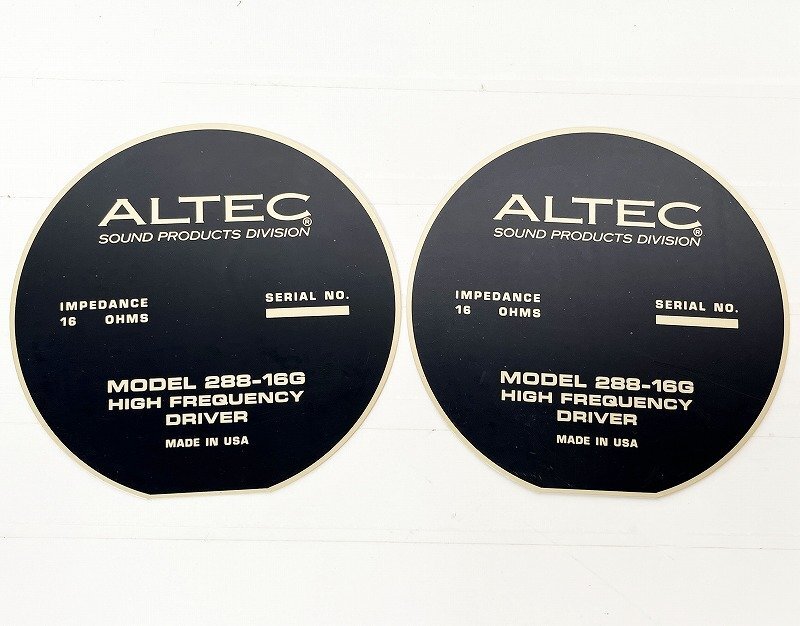 ALTEC®
SOUND PRODUCTS DIVISION
IMPEDANCE
16 OHMS
SERIAL NO.
MODEL 288-16G
HIGH FREQUENCY
DRIVER
MADE IN USA
ALTEC®
SOUND PRODUCTS DIVISION
IMPEDANCE
16 OHMS
SERIAL NO.
MODEL 288-16G
HIGH FREQUENCY
DRIVER
MADE IN USA